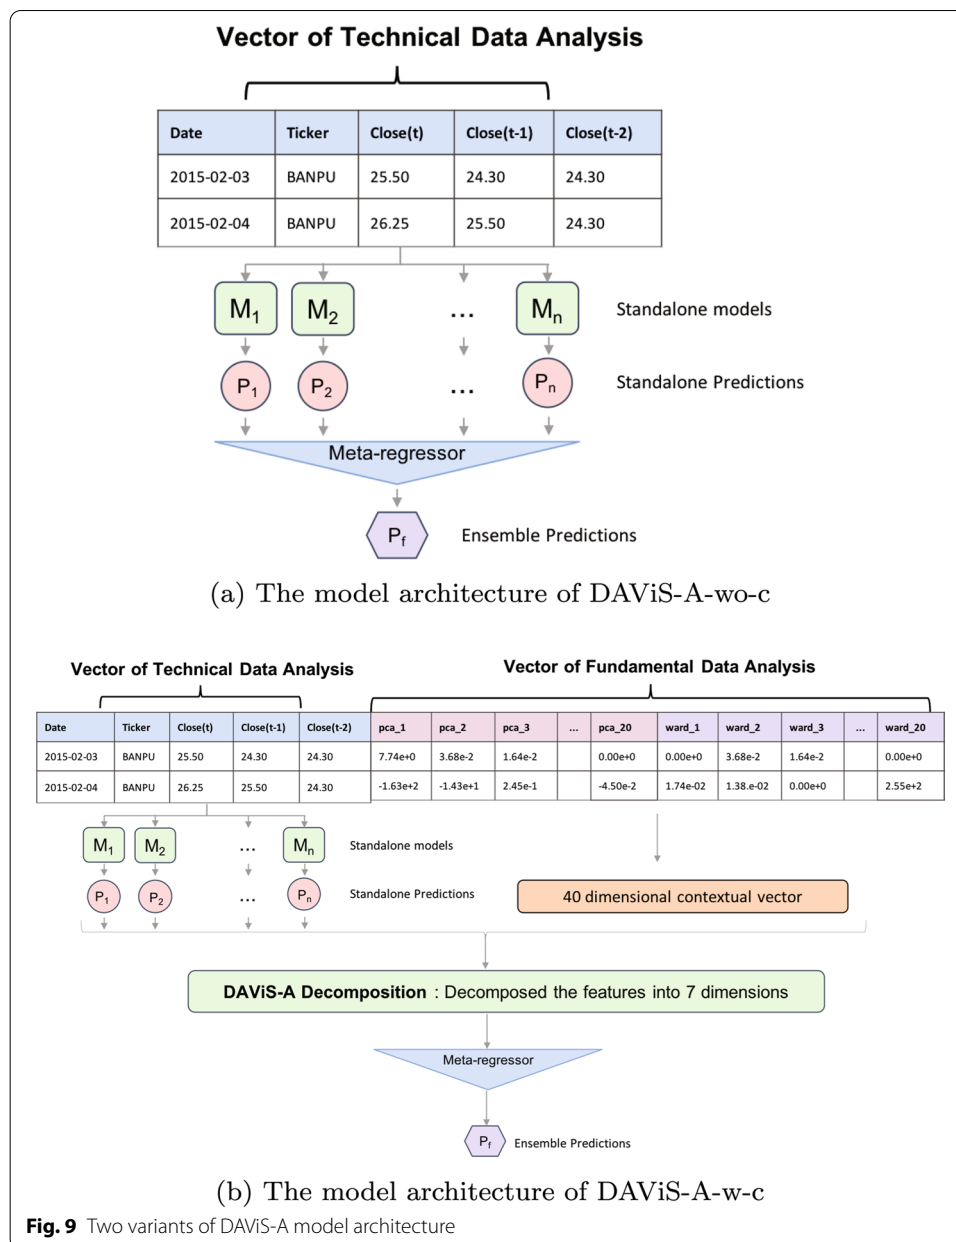 Vector of Technical Data Analysis
Date Ticker Close(t) Close(t-1) Close(t-2)
2015-02-03 BANPU 25.50 24.30 24.30
2015-02-04 BANPU 26.25 25.50 24.30
M1 M2 ... Mn Standalone models
P1 P2 ... Pn Standalone Predictions
Meta-regressor
Pf Ensemble Predictions
(a) The model architecture of DAViS-A-wo-c
Vector of Technical Data Analysis Vector of Fundamental Data Analysis
Date Ticker Close(t) Close(t-1) Close(t-2) pca_1 pca_2 pca_3 ... pca_20 ward_1 ward_2 ward_3 ... ward_20
2015-02-03 BANPU 25.50 24.30 24.30 7.74e+0 3.68e-2 1.64e-2 0.00e+0 0.00e+0 3.68e-2 1.64e-2 0.00e+0
2015-02-04 BANPU 26.25 25.50 24.30 -1.63e+2 -1.43e+1 2.45e-1 -4.50e-2 1.74e-02 1.38.e-02 0.00e+0 2.55e+2
M1 M2 ... Mn Standalone models
P1 P2 ... Pn Standalone Predictions 40 dimensional contextual vector
DAViS-A Decomposition : Decomposed the features into 7 dimensions
Meta-regressor
Pf Ensemble Predictions
(b) The model architecture of DAViS-A-w-c
Fig. 9 Two variants of DAViS-A model architecture